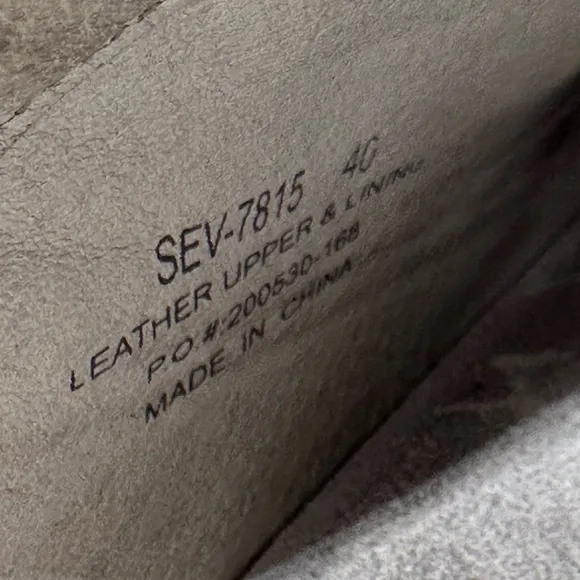 SEV-7815 40
LEATHER UPPER & LINING
P.O.#:200530-168
MADE IN CHINA